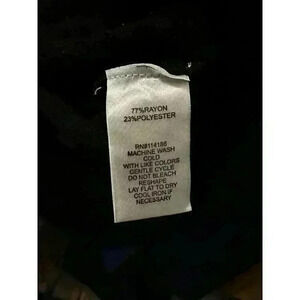 77%RAYON
23%POLYESTER
RN#114186
MACHINE WASH
COLD
WITH LIKE COLORS
GENTLE CYCLE
DO NOT BLEACH
RESHAPE
LAY FLAT TO DRY
COOL IRON IF
NECESSARY